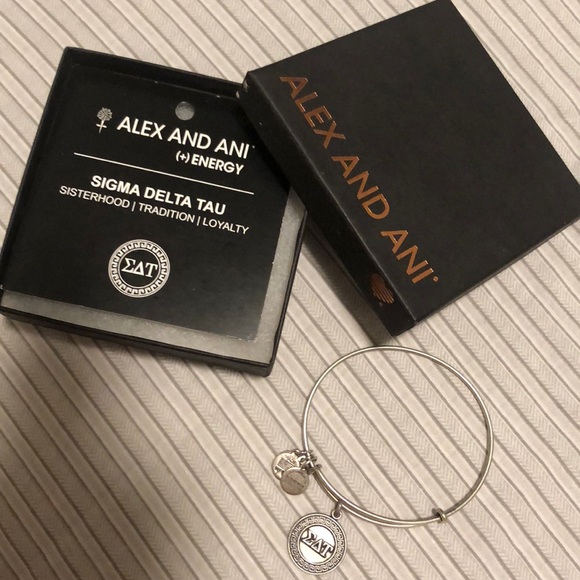 ALEX AND ANI®
(+) ENERGY
SIGMA DELTA TAU
SISTERHOOD | TRADITION | LOYALTY
ΣΔΤ
ALEX AND ANI®
ΣΔΤ